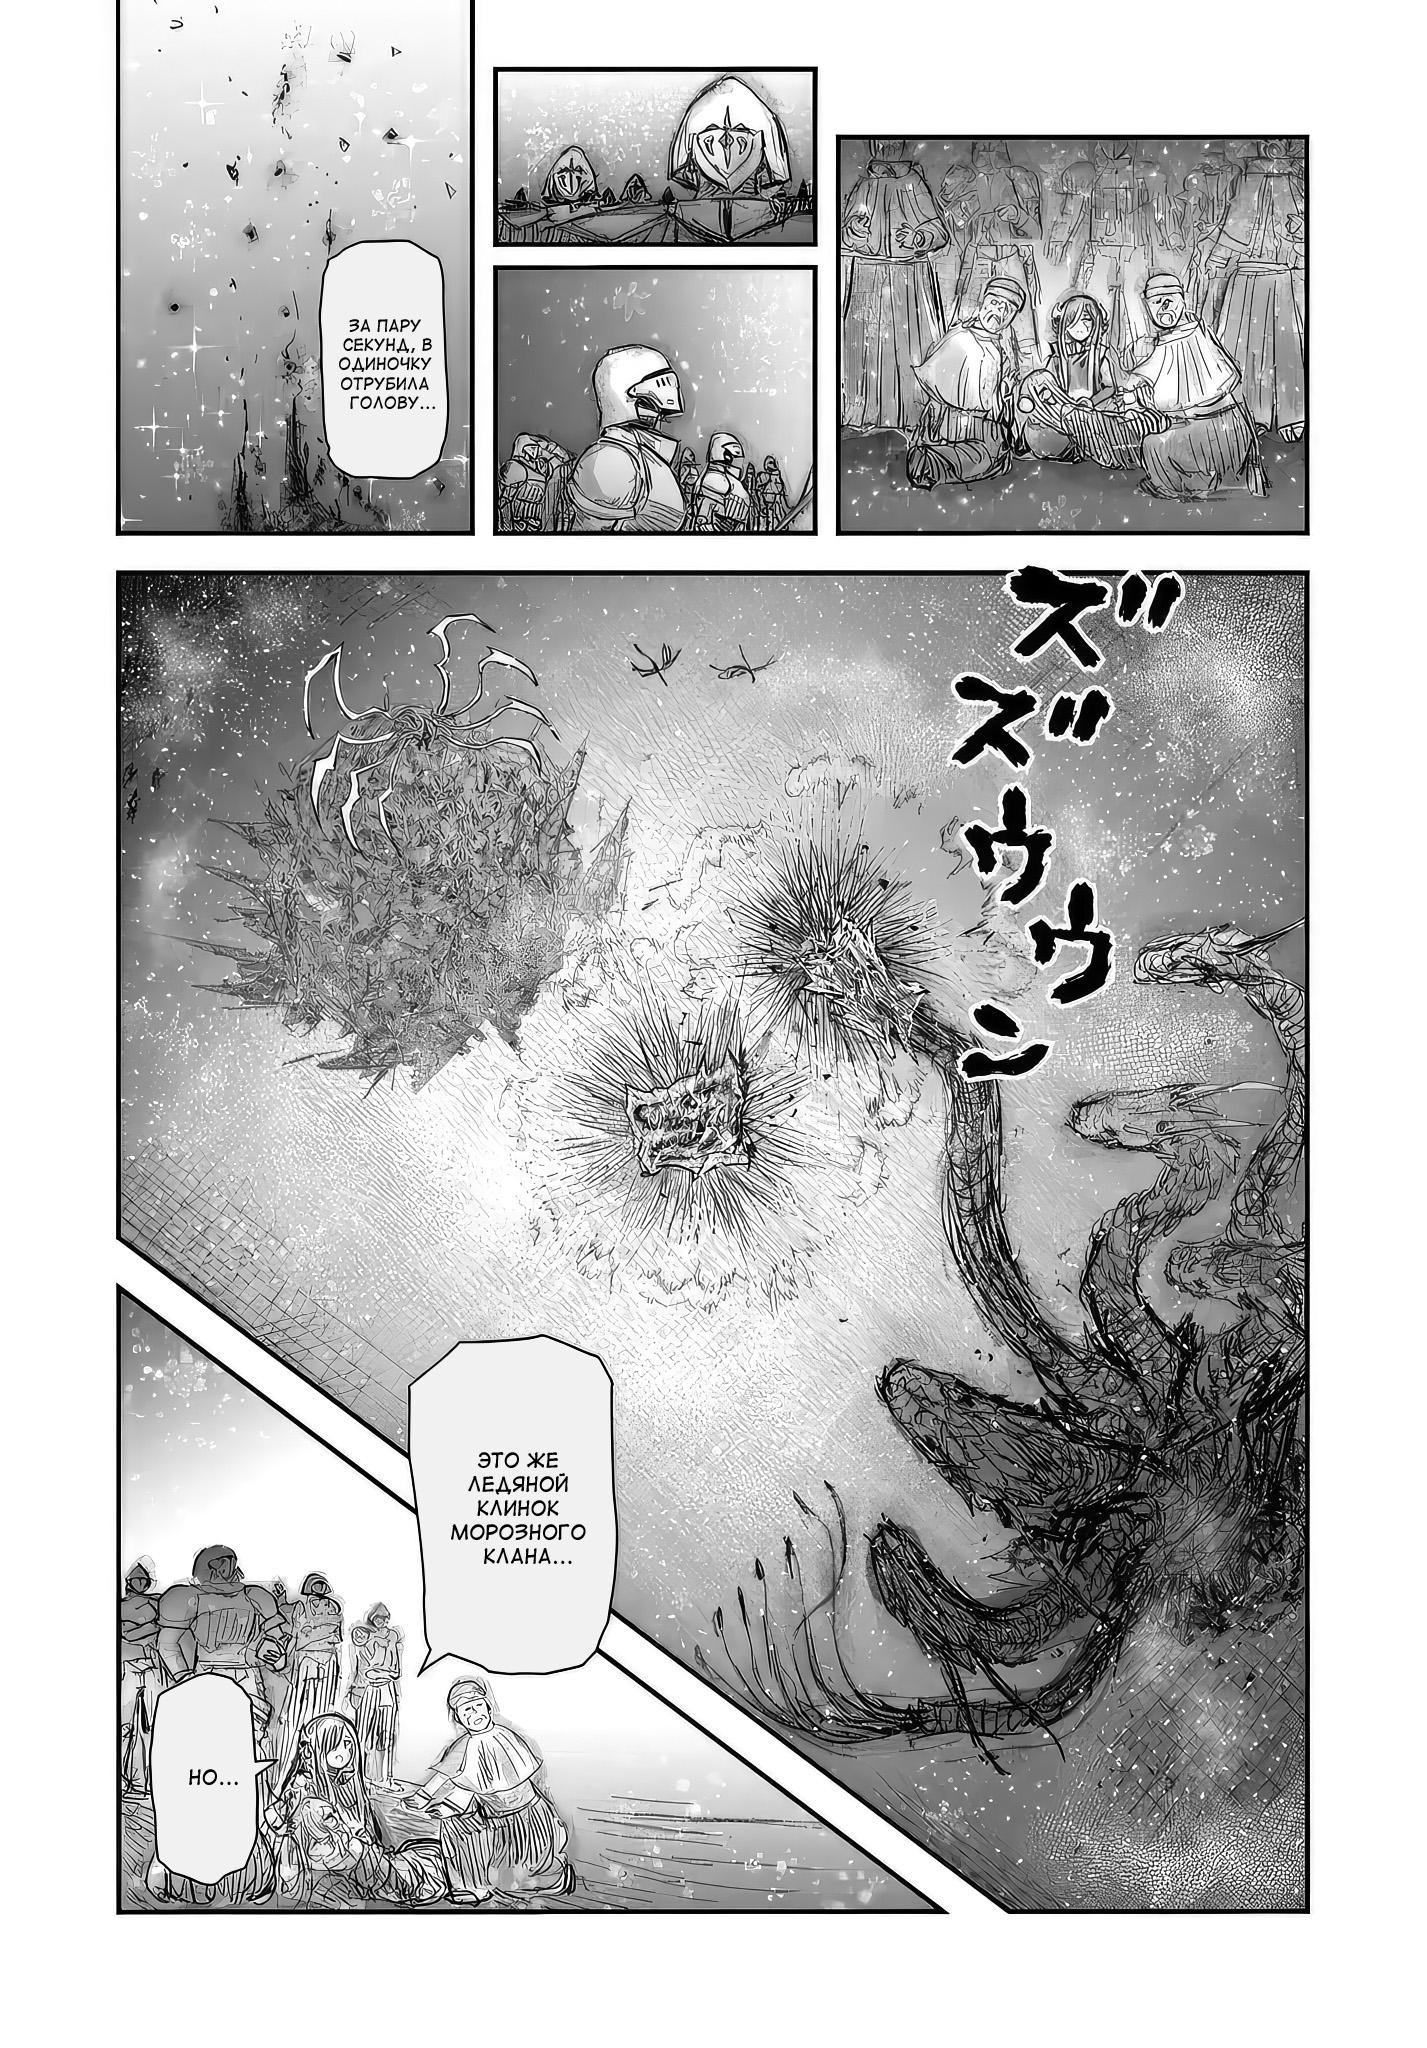 ЗА ПАРУ
СЕКУНД, В
ОДИНОЧКУ
ОТРУБИЛА
ГОЛОВУ...
ズズウウン
ЭТО ЖЕ
ЛЕДЯНОЙ
КЛИНОК
МОРОЗНОГО
КЛАНА...
НО...